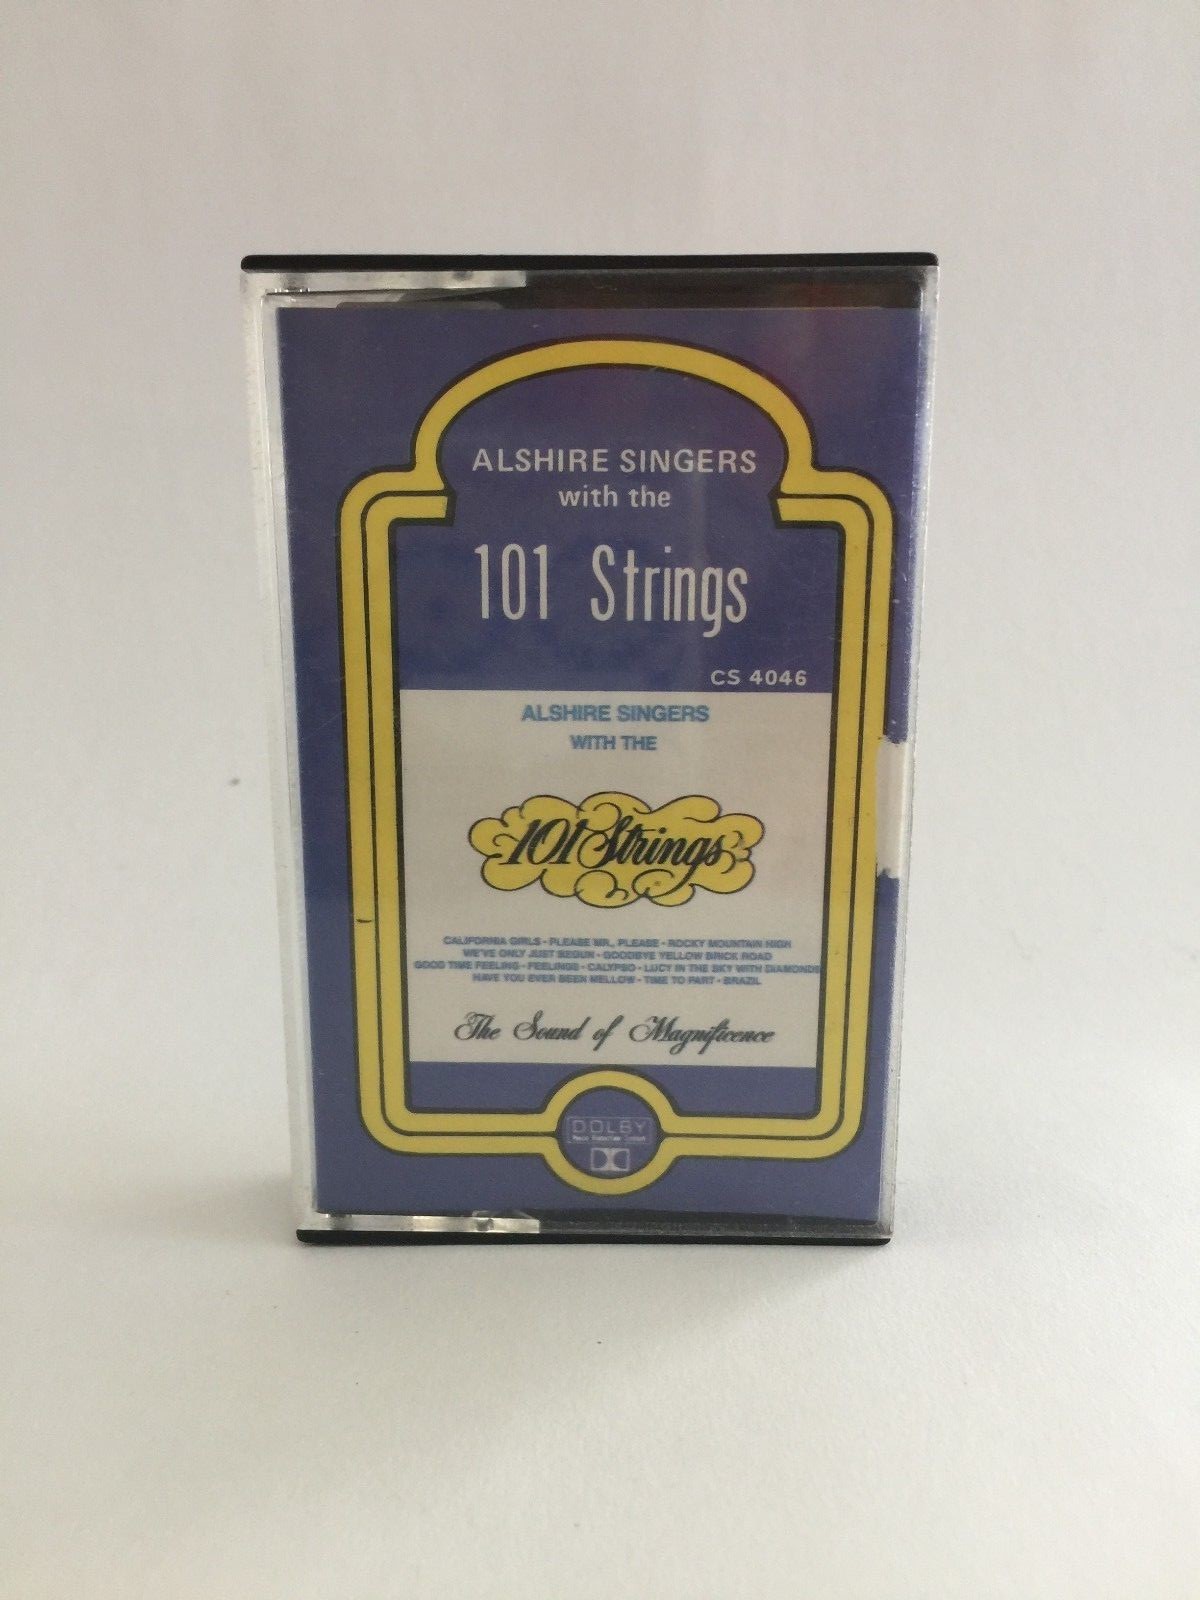 ALSHIRE SINGERS
with the
101 Strings
CS 4046
ALSHIRE SINGERS
WITH THE
101 Strings
CALIFORNIA GIRLS - PLEASE MR., PLEASE - ROCKY MOUNTAIN HIGH
WE'VE ONLY JUST BEGUN - GOODBYE YELLOW BRICK ROAD
GOOD TIME FEELING - FEELINGS - CALYPSO - LUCY IN THE SKY WITH DIAMONDS
HAVE YOU EVER BEEN MELLOW - TIME TO PART - BRAZIL
The Sound of Magnificence
DOLBY